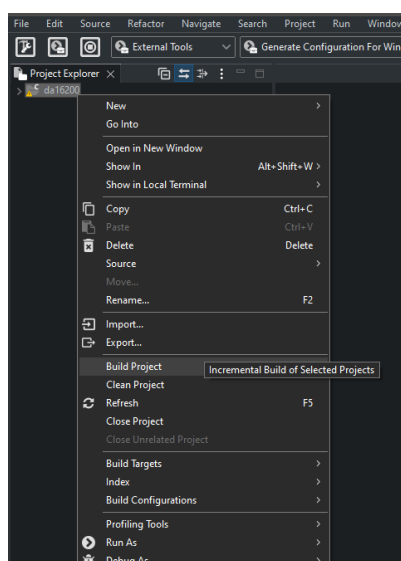 File Edit Source Refactor Navigate Search Project Run Window
External Tools Generate Configuration For Win
Project Explorer
da16200
New
Go Into
Open in New Window
Show In Alt+Shift+W
Show in Local Terminal
Copy Ctrl+C
Paste Ctrl+V
Delete Delete
Source
Move...
Rename... F2
Import...
Export...
Build Project
Incremental Build of Selected Projects
Clean Project
Refresh F5
Close Project
Close Unrelated Project
Build Targets
Index
Build Configurations
Profiling Tools
Run As
Debug As